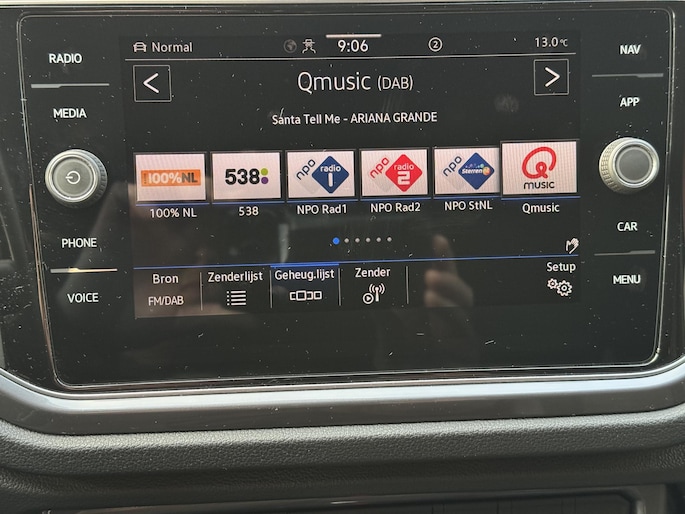 RADIO
MEDIA
PHONE
VOICE
Normal
9:06
2
13.0°C
Qmusic (DAB)
Santa Tell Me - ARIANA GRANDE
100%NL
538
npo radio 1
npo radio 2
npo SterrenNL
Q MUSIC
100% NL
538
NPO Rad1
NPO Rad2
NPO StNL
Qmusic
Bron
FM/DAB
Zenderlijst
Geheug.lijst
Zender
Setup
NAV
APP
CAR
MENU